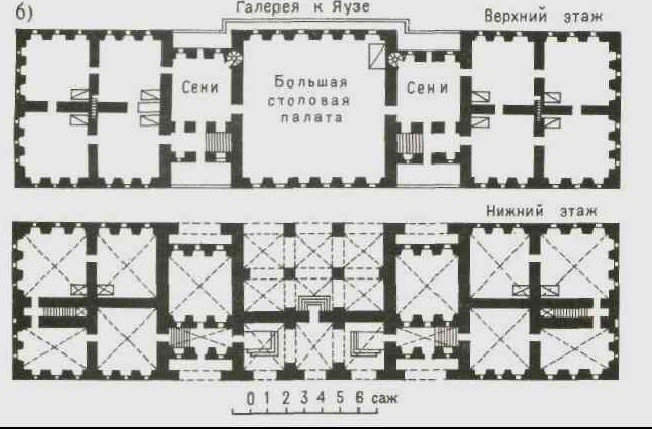 б)
Галерея к Яузе
Верхний этаж
Сени
Большая
столовая
палата
Сени
Нижний этаж
0 1 2 3 4 5 6 саж